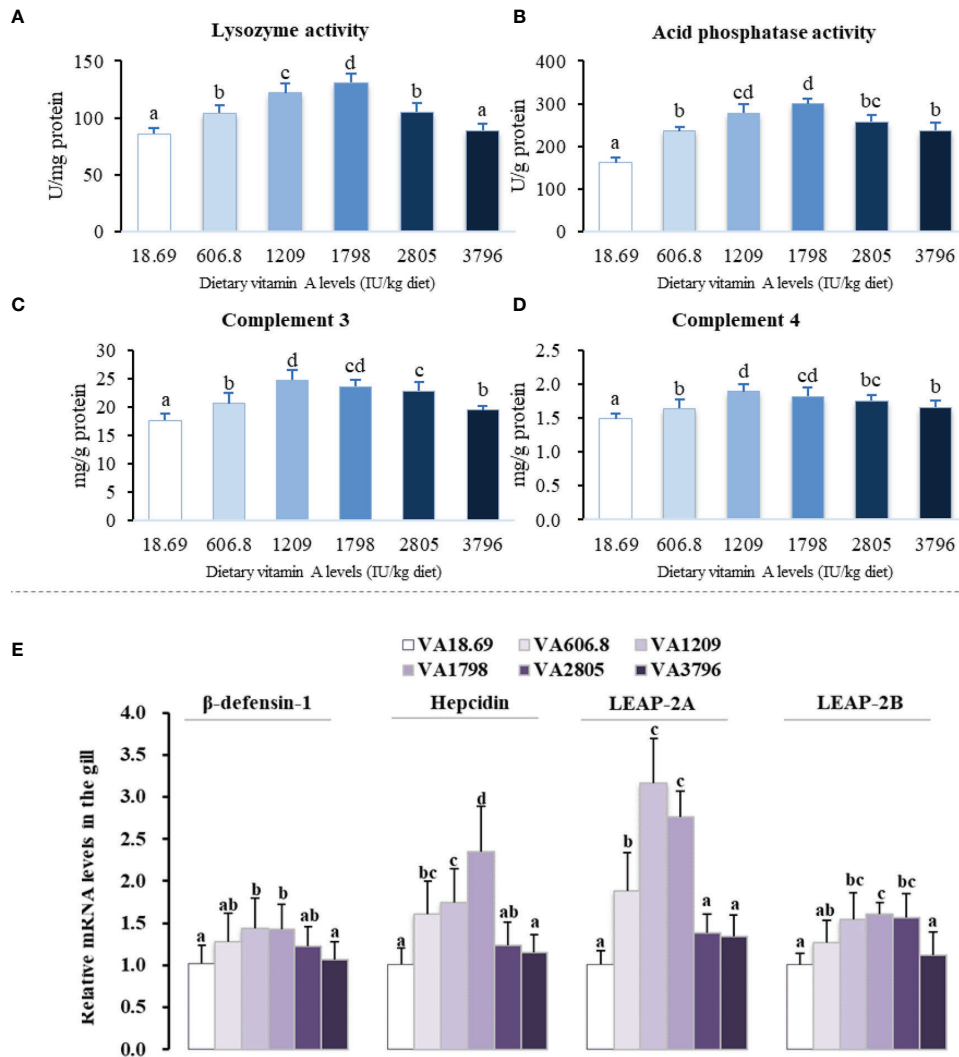 A
Lysozyme activity
150
100
50
0
U/mg protein
a
b
c
d
b
a
18.69 606.8 1209 1798 2805 3796
Dietary vitamin A levels (IU/kg diet)
B
Acid phosphatase activity
400
300
200
100
0
U/g protein
a
b
cd
d
bc
b
18.69 606.8 1209 1798 2805 3796
Dietary vitamin A levels (IU/kg diet)
C
Complement 3
30
25
20
15
10
5
0
mg/g protein
a
b
d
cd
c
b
18.69 606.8 1209 1798 2805 3796
Dietary vitamin A levels (IU/kg diet)
D
Complement 4
2.5
2.0
1.5
1.0
0.5
0.0
mg/g protein
a
b
d
cd
bc
b
18.69 606.8 1209 1798 2805 3796
Dietary vitamin A levels (IU/kg diet)
E
VA18.69 VA606.8 VA1209
VA1798 VA2805 VA3796
β-defensin-1 Hepcidin LEAP-2A LEAP-2B
4.0
3.5
3.0
2.5
2.0
1.5
1.0
0.5
0.0
Relative mRNA levels in the gill
a ab b b ab a
a bc c d ab a
a b c c a a
a ab bc c bc a